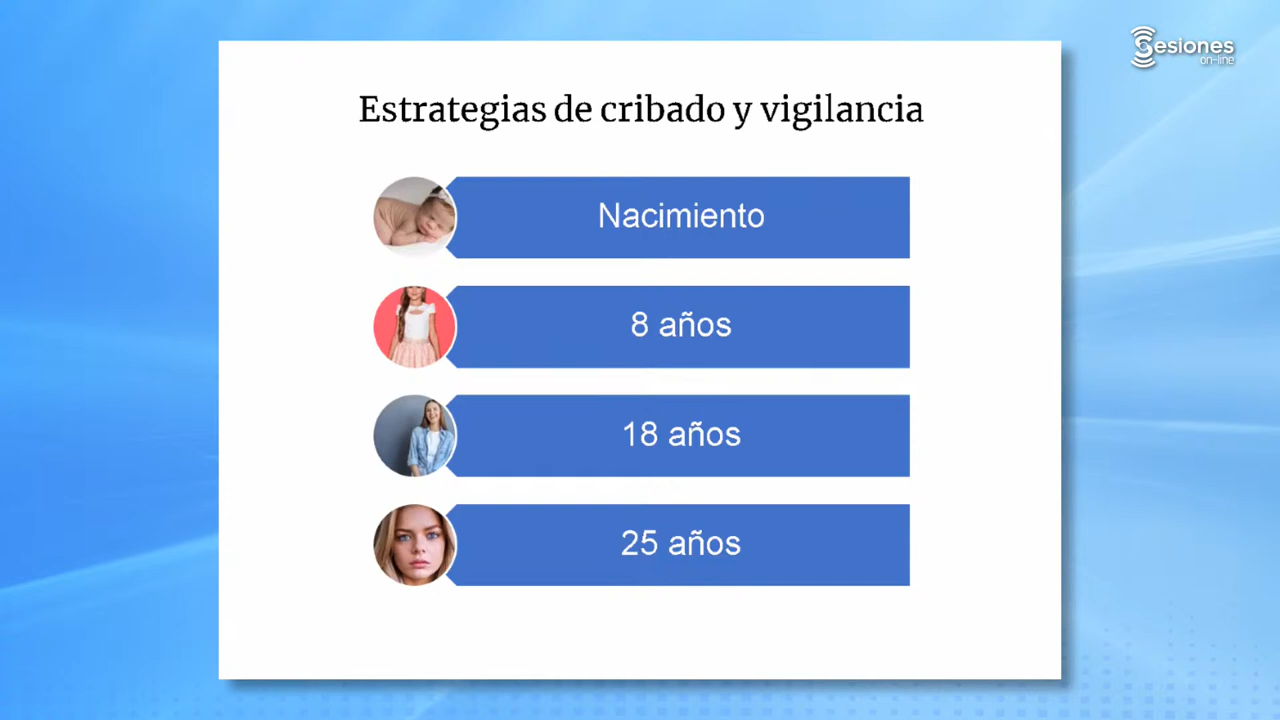 Sesiones
on-line
Estrategias de cribado y vigilancia
Nacimiento
8 años
18 años
25 años